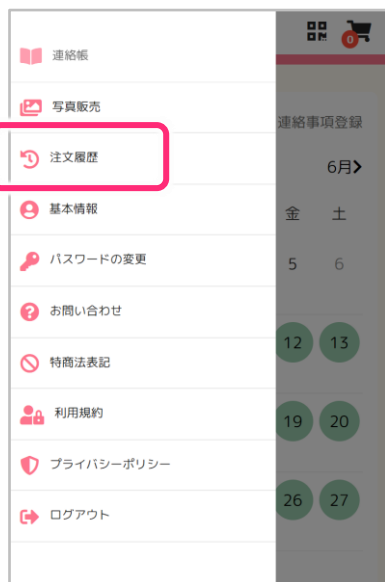 0
連絡帳
写真販売
連絡事項登録
注文履歴
6月
基本情報
金 土
パスワードの変更
5 6
お問い合わせ
12 13
特商法表記
利用規約
19 20
プライバシーポリシー
26 27
ログアウト